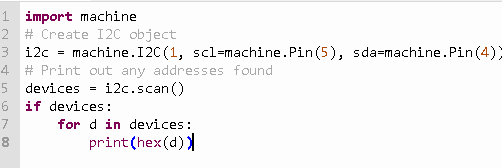 1 import machine
2 # Create I2C object
3 i2c = machine.I2C(1, scl=machine.Pin(5), sda=machine.Pin(4))
4 # Print out any addresses found
5 devices = i2c.scan()
6 if devices:
7     for d in devices:
8         print(hex(d))